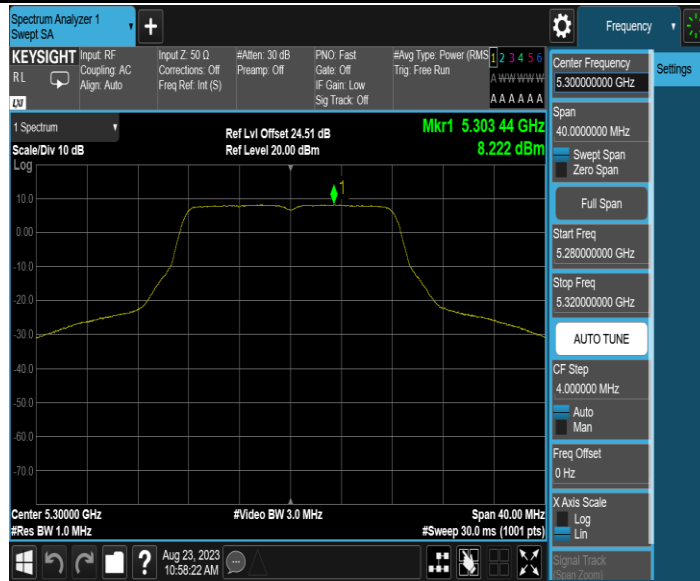 Spectrum Analyzer 1
Swept SA
+
Frequency
KEYSIGHT
RL
LXI
Input: RF
Coupling: AC
Align: Auto
Input Z: 50 Ω
Corrections: Off
Freq Ref: Int (S)
#Atten: 30 dB
Preamp: Off
PNO: Fast
Gate: Off
IF Gain: Low
Sig Track: Off
#Avg Type: Power (RMS
Trig: Free Run
1 2 3 4 5 6
A W W W W W
A A A A A A
Center Frequency
5.300000000 GHz
Settings
Span
40.0000000 MHz
Swept Span
Zero Span
Full Span
Start Freq
5.280000000 GHz
Stop Freq
5.320000000 GHz
AUTO TUNE
CF Step
4.000000 MHz
Auto
Man
Freq Offset
0 Hz
X Axis Scale
Log
Lin
Signal Track
(Span Zoom)
1 Spectrum
Scale/Div 10 dB
Log
Ref Lvl Offset 24.51 dB
Ref Level 20.00 dBm
Mkr1 5.303 44 GHz
8.222 dBm
1
10.0
0.00
-10.0
-20.0
-30.0
-40.0
-50.0
-60.0
-70.0
Center 5.30000 GHz
#Res BW 1.0 MHz
#Video BW 3.0 MHz
Span 40.00 MHz
#Sweep 30.0 ms (1001 pts)
?
Aug 23, 2023
10:58:22 AM